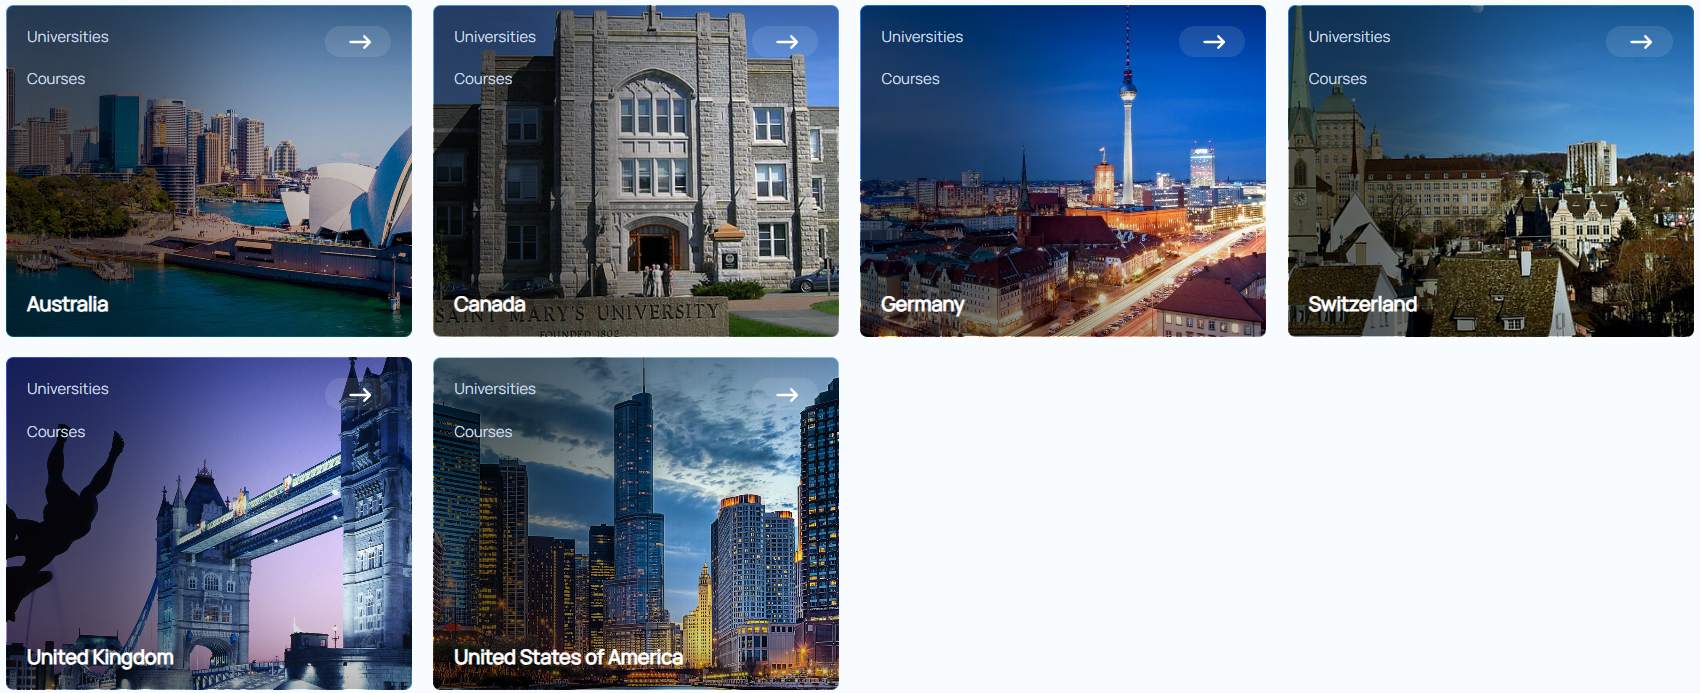 Universities
Courses
Australia
Universities
Courses
SAINT MARY'S UNIVERSITY
FOUNDED 1802
Canada
Universities
Courses
Germany
Universities
Courses
Switzerland
Universities
Courses
United Kingdom
Universities
Courses
United States of America